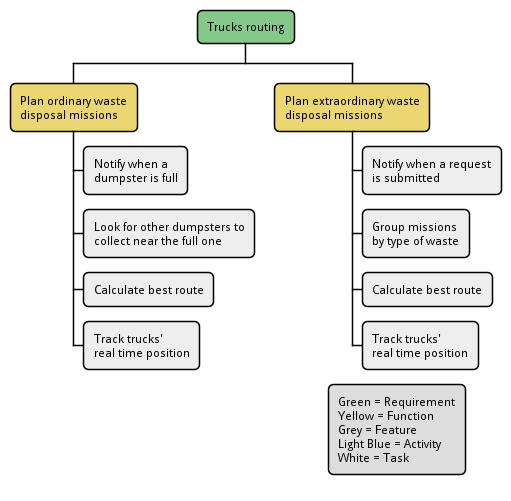 Trucks routing
Plan ordinary waste
disposal missions
Notify when a
dumpster is full
Look for other dumpsters to
collect near the full one
Calculate best route
Track trucks'
real time position
Plan extraordinary waste
disposal missions
Notify when a request
is submitted
Group missions
by type of waste
Calculate best route
Track trucks'
real time position
Green = Requirement
Yellow = Function
Grey = Feature
Light Blue = Activity
White = Task